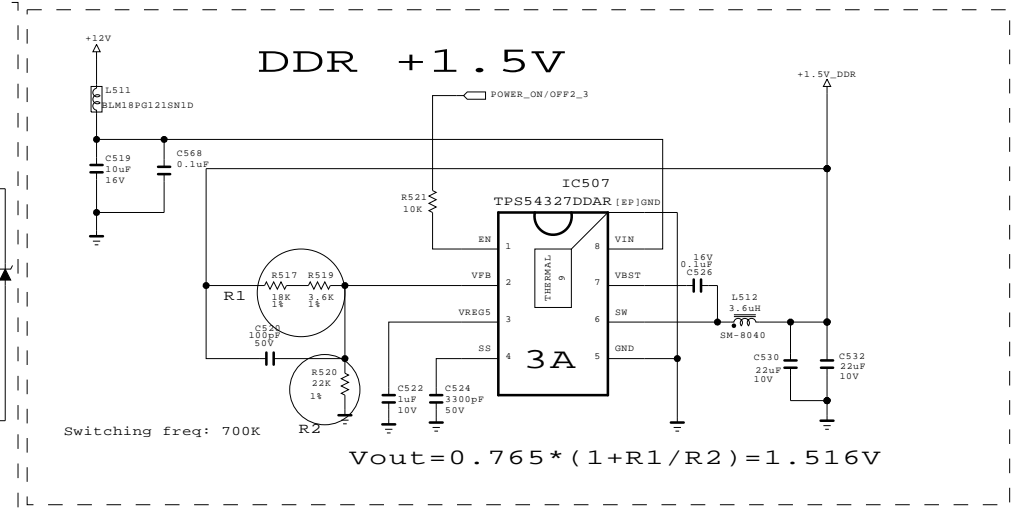 DDR +1.5V
+12V
+1.5V_DDR
L511
BLM18PG121SN1D
POWER_ON/OFF2_3
C519
10uF
16V
C568
0.1uF
R521
10K
IC507
TPS54327DDAR [EP]GND
EN 1
VFB 2
VREG5 3
SS 4
8 VIN
7 VBST
6 SW
5 GND
THERMAL
9
3A
16V
0.1uF
C526
L512
3.6uH
SM-8040
R517
18K
1%
R519
3.6K
1%
R1
C520
100pF
50V
R520
22K
1%
R2
C522
1uF
10V
C524
3300pF
50V
C530
22uF
10V
C532
22uF
10V
Switching freq: 700K
Vout=0.765*(1+R1/R2)=1.516V